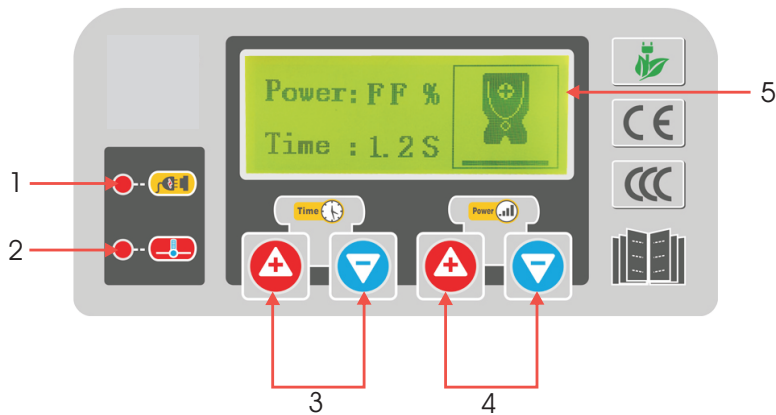 Power: FF %
Time : 1.2 S
5
CE
CCC
1
2
Time
Power
+
−
+
−
3
4